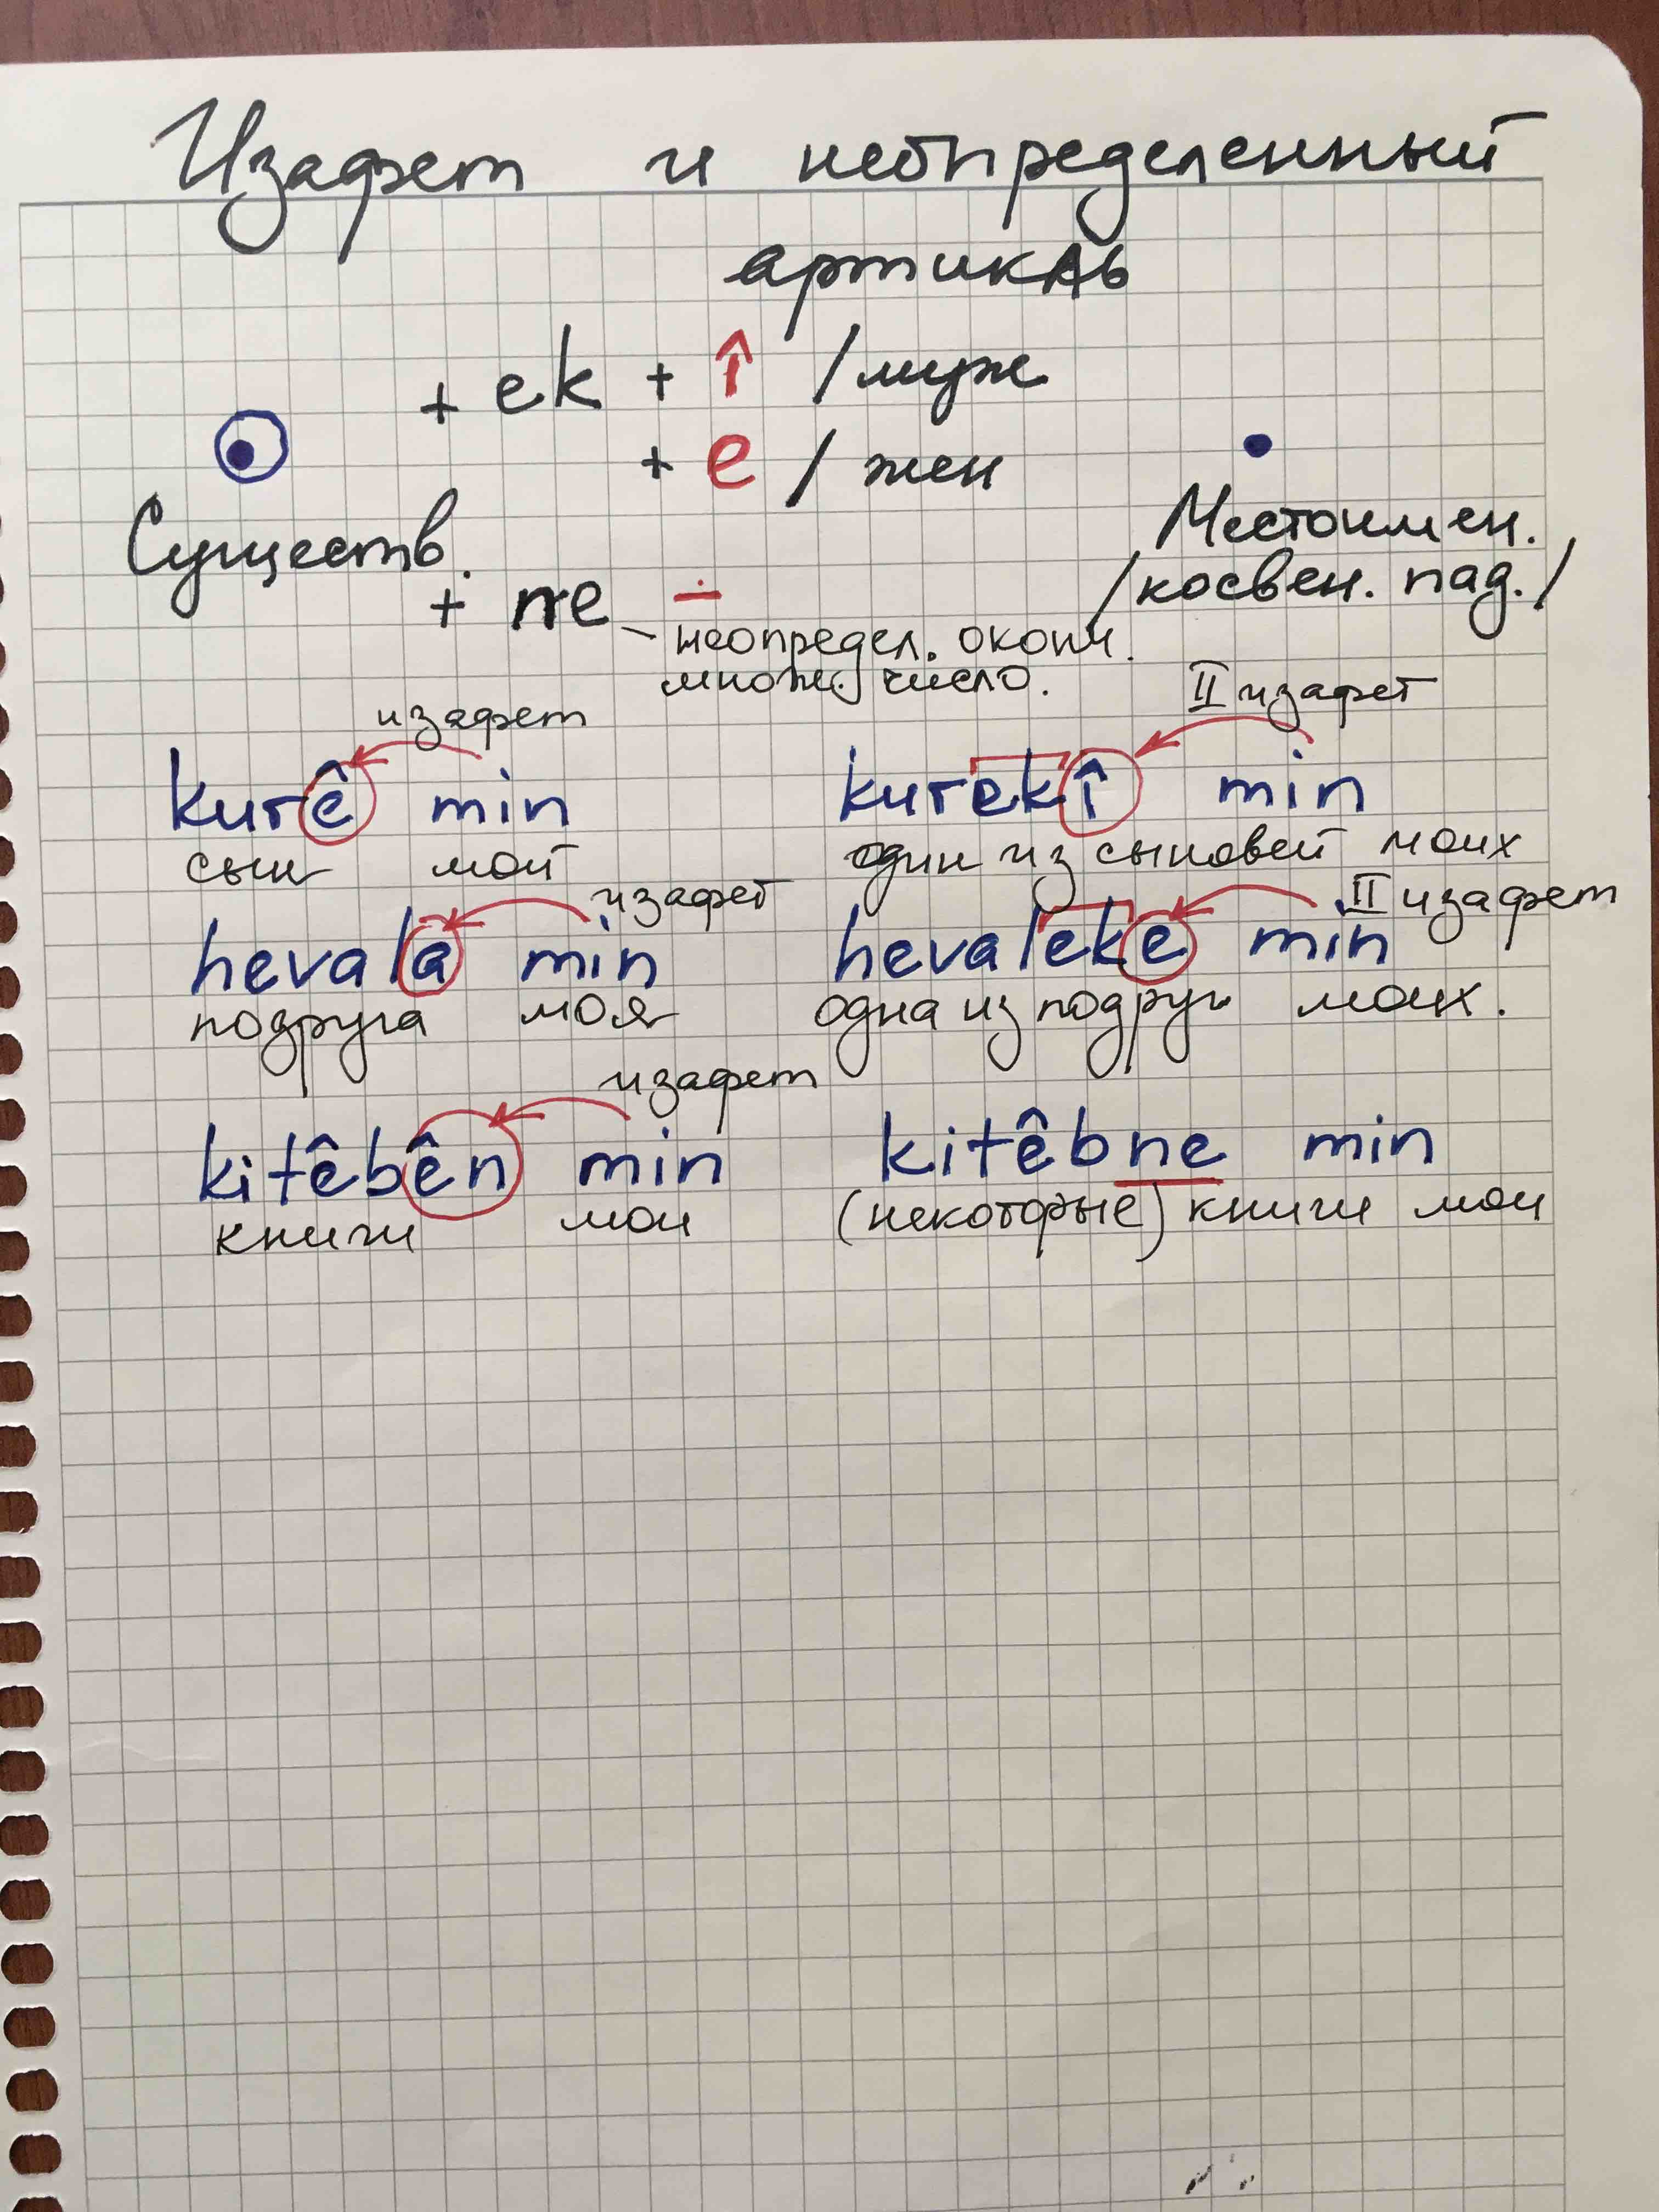 Изафет и неопределенный
артикль
+ ek + î / муж
+ e / жен
Существ.
Местоимен.
/косвен. пад./
+ ne – неопредел. оконч.
множ. число.
изафет
II изафет
kurê min
kurekî min
сын мой
один из сыновей моих
изафет
II изафет
hevala min
hevaleke min
подруга моя
одна из подруг моих.
изафет
kitêbên min
kitêbne min
книги мои
(некоторые) книги мои